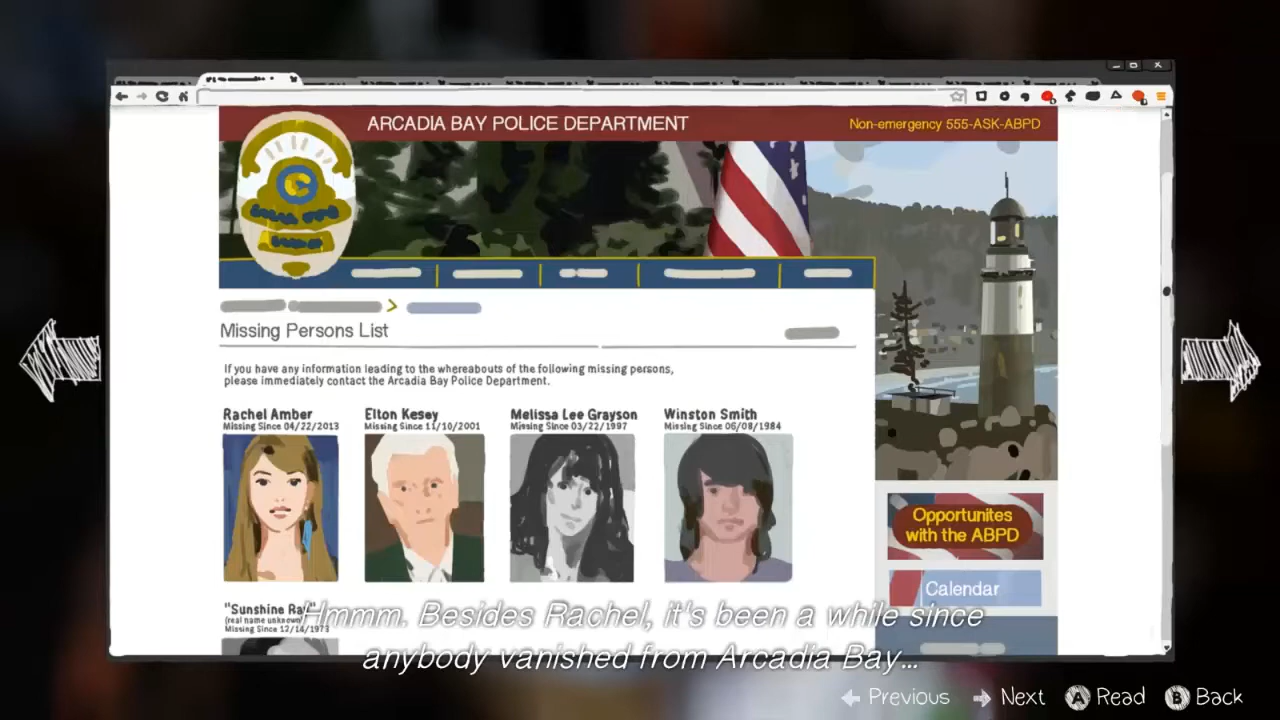 ARCADIA BAY POLICE DEPARTMENT
Non-emergency 555-ASK-ABPD
Missing Persons List
If you have any information leading to the whereabouts of the following missing persons,
please immediately contact the Arcadia Bay Police Department.
Rachel Amber
Missing Since 04/22/2013
Elton Kesey
Missing Since 11/10/2001
Melissa Lee Grayson
Missing Since 03/22/1997
Winston Smith
Missing Since 06/08/1984
Opportunites
with the ABPD
Calendar
"Sunshine Ray"
(real name unknown)
Missing Since 12/14/1973
Hmmm. Besides Rachel, it's been a while since
anybody vanished from Arcadia Bay...
Previous Next A Read B Back